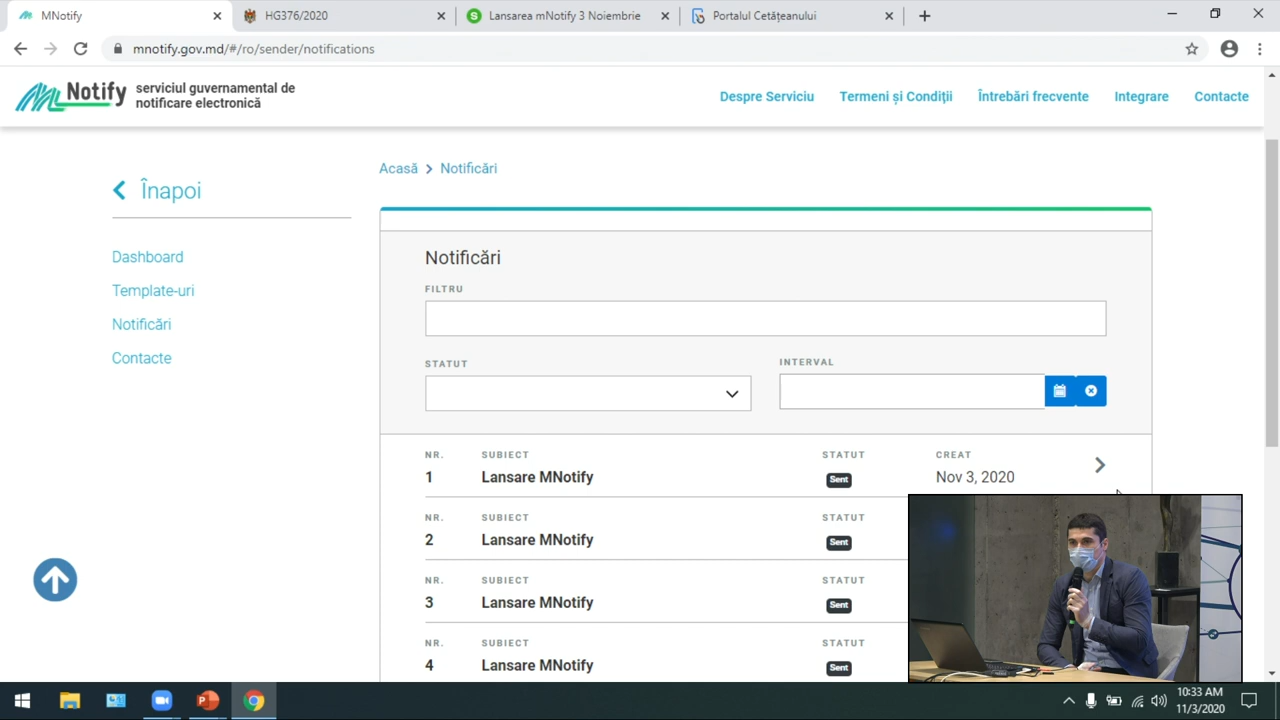 MNotify
HG376/2020
Lansarea mNotify 3 Noiembrie
Portalul Cetățeanului
mnotify.gov.md/#/ro/sender/notifications
Notify
serviciul guvernamental de
notificare electronică
Despre Serviciu
Termeni și Condiții
Întrebări frecvente
Integrare
Contacte
Acasă > Notificări
Înapoi
Dashboard
Template-uri
Notificări
Contacte
Notificări
FILTRU
STATUT
INTERVAL
NR. SUBIECT STATUT CREAT
1 Lansare MNotify Sent Nov 3, 2020
NR. SUBIECT STATUT
2 Lansare MNotify Sent
NR. SUBIECT STATUT
3 Lansare MNotify Sent
NR. SUBIECT STATUT
4 Lansare MNotify Sent
10:33 AM
11/3/2020